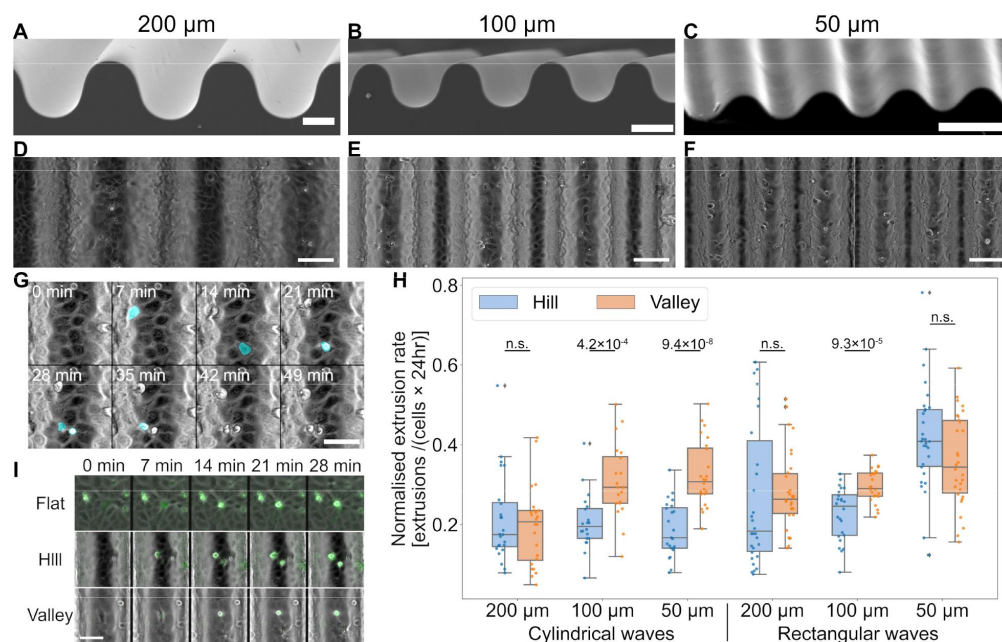 200 µm
100 µm
50 µm
A
B
C
D
E
F
G
0 min
7 min
14 min
21 min
28 min
35 min
42 min
49 min
H
0.8
0.6
0.4
0.2
Normalised extrusion rate
[extrusions /(cells × 24hr)]
Hill
Valley
n.s.
4.2×10⁻⁴
9.4×10⁻⁸
n.s.
9.3×10⁻⁵
n.s.
200 µm
100 µm
50 µm
200 µm
100 µm
50 µm
Cylindrical waves
Rectangular waves
I
0 min
7 min
14 min
21 min
28 min
Flat
Hill
Valley